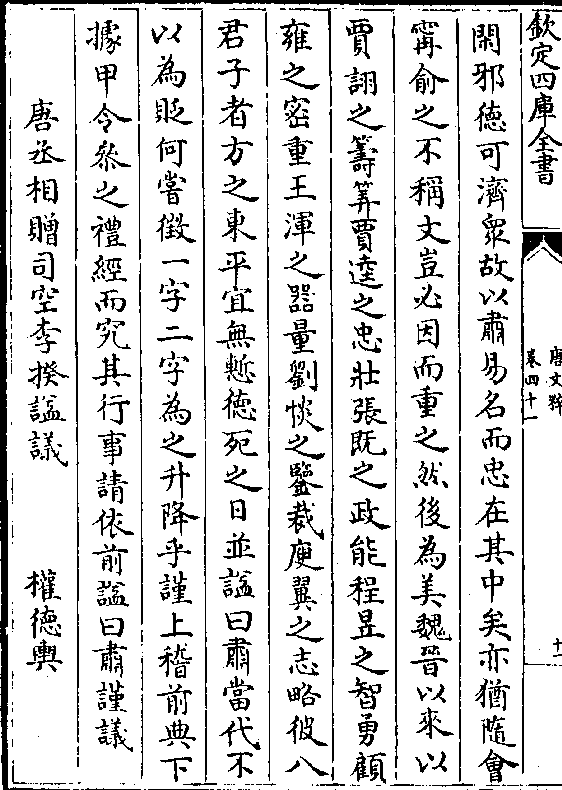 欽定四庫全書
唐文粹
卷四十一
十一
閑邪德可濟衆故以肅易名而忠在其中矣亦猶隨會
甯俞之不稱文豈必因而重之然後為美魏晉以來以
賈詡之籌筭賈逵之忠壯張既之政能程昱之智勇顧
雍之密重王渾之器量劉惔之鑒裁庾翼之志略彼八
君子者方之東平宜無慙德死之日並諡曰肅當代不
以為貶何嘗徵一字二字為之升降乎謹上稽前典下
據甲令叅之禮經而究其行事請依前諡曰肅謹議
唐丞相贈司空李揆諡議　權德輿